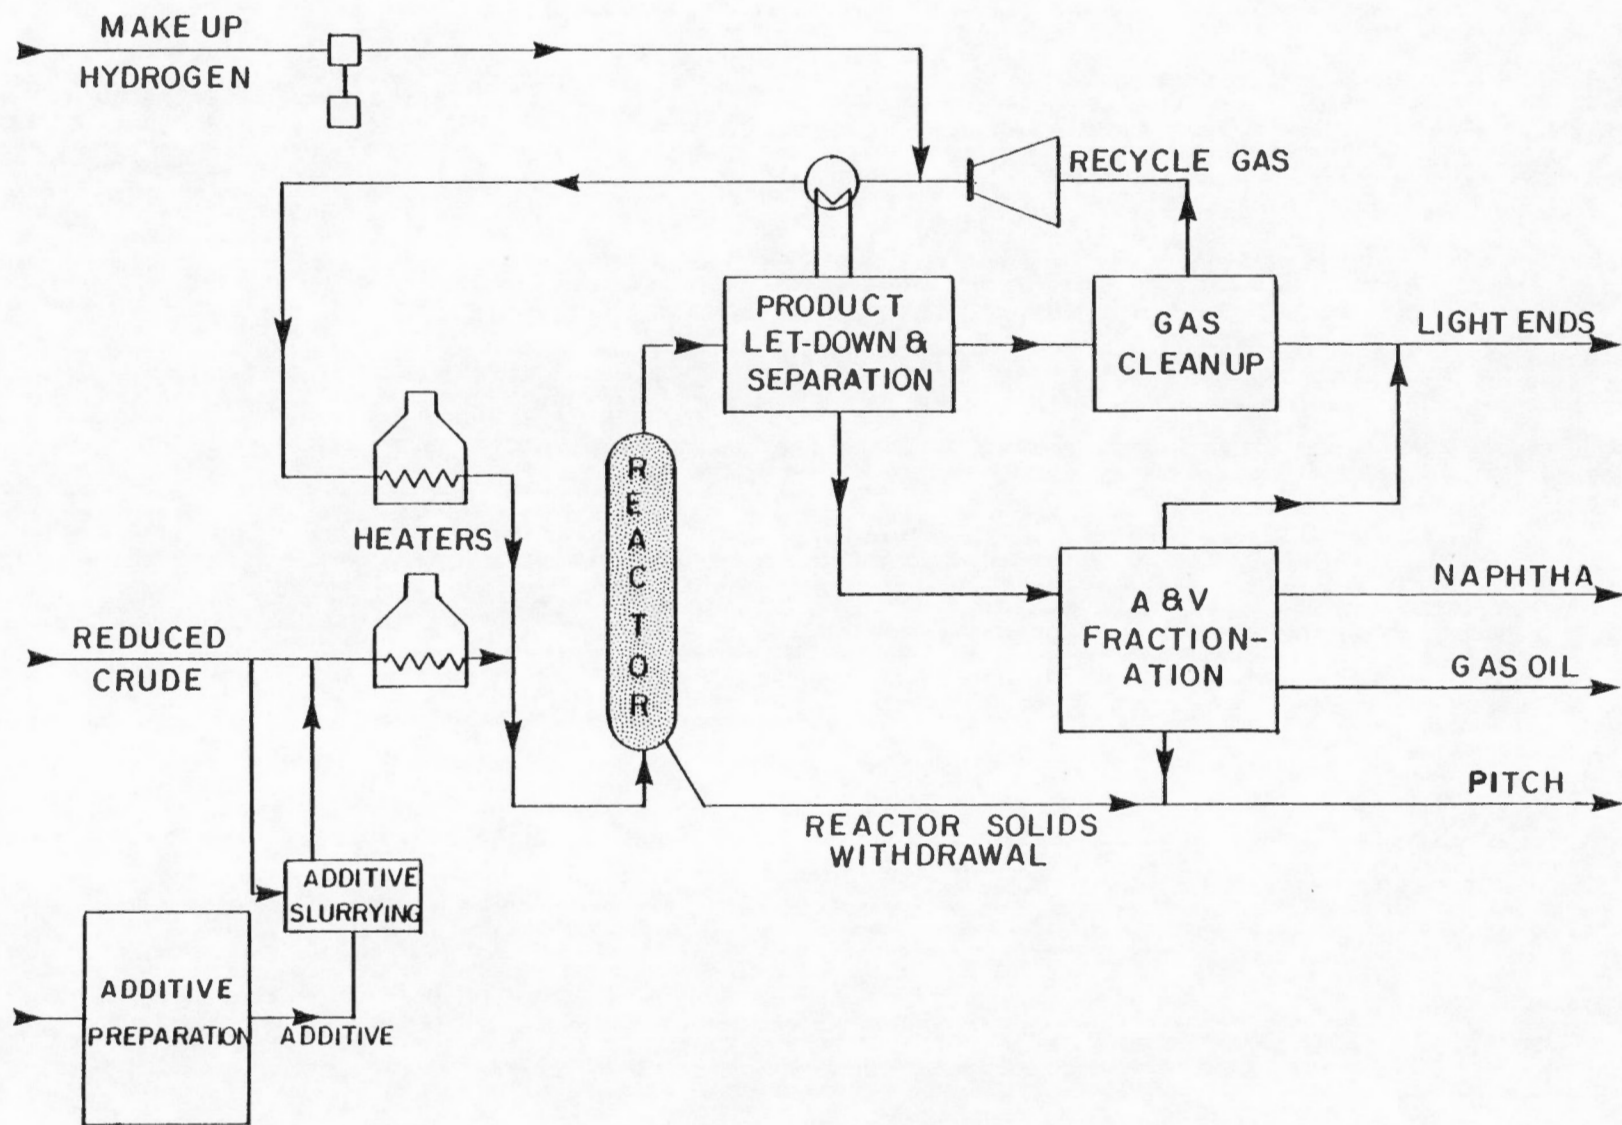 MAKE UP
HYDROGEN
RECYCLE GAS
PRODUCT
LET-DOWN &
SEPARATION
GAS
CLEANUP
LIGHT ENDS
REACTOR
HEATERS
NAPHTHA
A & V
FRACTION-
ATION
REDUCED
CRUDE
GAS OIL
PITCH
REACTOR SOLIDS
WITHDRAWAL
ADDITIVE
SLURRYING
ADDITIVE
PREPARATION
ADDITIVE